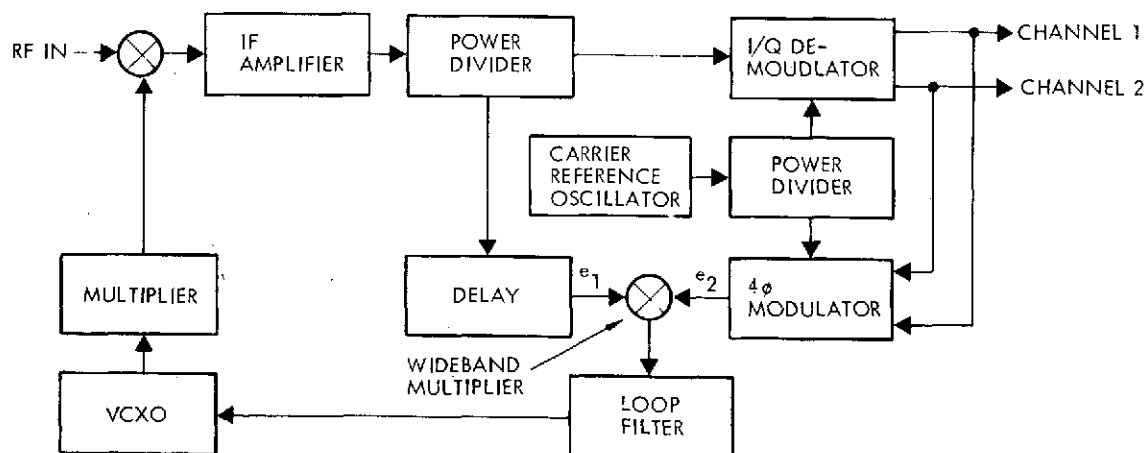 RF IN
IF
AMPLIFIER
POWER
DIVIDER
I/Q DE-
MOUDLATOR
CHANNEL 1
CHANNEL 2
CARRIER
REFERENCE
OSCILLATOR
POWER
DIVIDER
MULTIPLIER
DELAY
e1
e2
4φ
MODULATOR
WIDEBAND
MULTIPLIER
VCXO
LOOP
FILTER